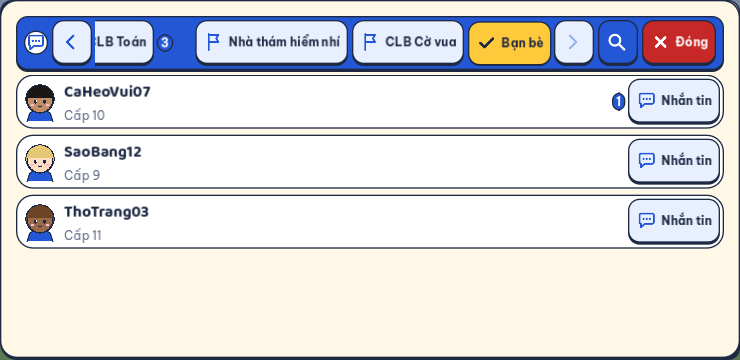 CLB Toán
3
Nhà thám hiểm nhí
CLB Cờ vua
Bạn bè
Đóng
CaHeoVui07
Cấp 10
1
Nhắn tin
SaoBang12
Cấp 9
Nhắn tin
ThoTrang03
Cấp 11
Nhắn tin